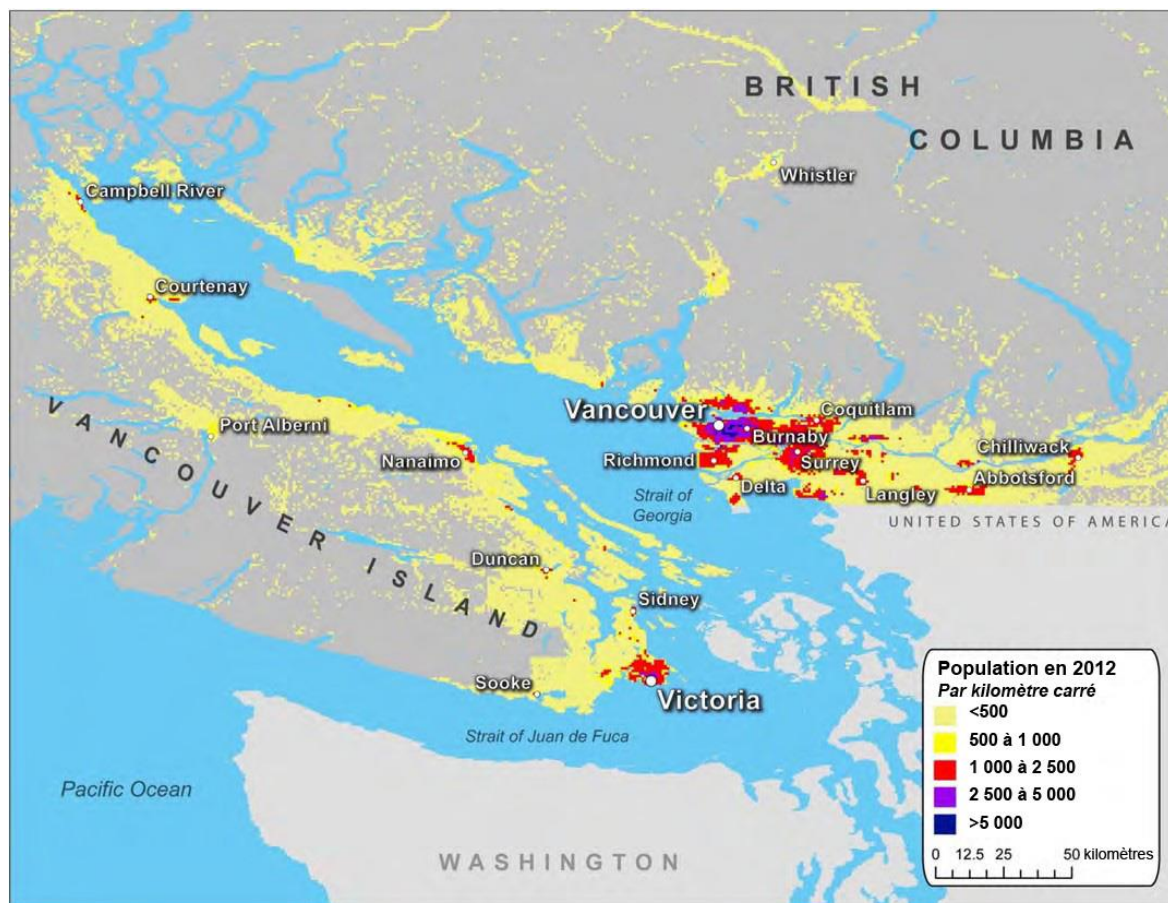 BRITISH
COLUMBIA
Whistler
Campbell River
Courtenay
Port Alberni
VANCOUVER ISLAND
Nanaimo
Vancouver
Coquitlam
Burnaby
Richmond
Surrey
Delta
Langley
Chilliwack
Abbotsford
Strait of
Georgia
UNITED STATES OF AMERICA
Duncan
Sidney
Sooke
Victoria
Strait of Juan de Fuca
Pacific Ocean
WASHINGTON
Population en 2012
Par kilomètre carré
<500
500 à 1 000
1 000 à 2 500
2 500 à 5 000
>5 000
0 12.5 25 50 kilomètres